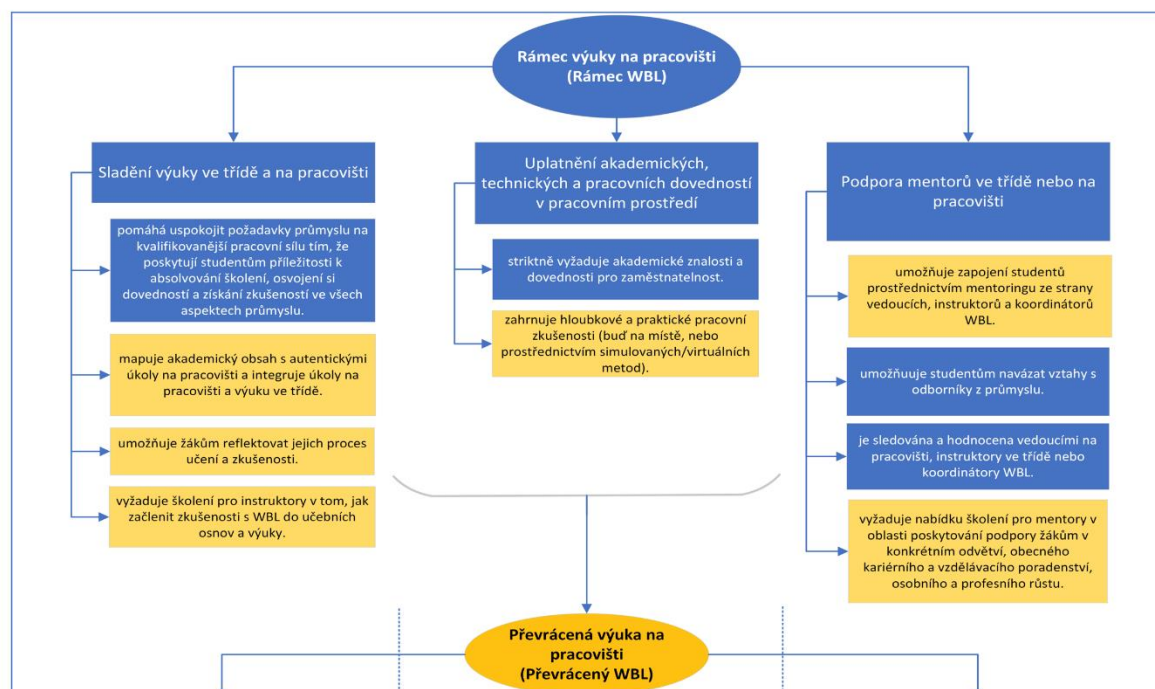 Rámec výuky na pracovišti
(Rámec WBL)
Sladění výuky ve třídě a na pracovišti
pomáhá uspokojit požadavky průmyslu na
kvalifikovanější pracovní sílu tím, že
poskytují studentům příležitosti k
absolvování školení, osvojení si
dovedností a získání zkušeností ve všech
aspektech průmyslu.
mapuje akademický obsah s autentickými
úkoly na pracovišti a integruje úkoly na
pracovišti a výuku ve třídě.
umožňuje žákům reflektovat jejich proces
učení a zkušenosti.
vyžaduje školení pro instruktory v tom, jak
začlenit zkušenosti s WBL do učebních
osnov a výuky.
Uplatnění akademických,
technických a pracovních dovedností
v pracovním prostředí
striktně vyžaduje akademické znalosti a
dovednosti pro zaměstnatelnost.
zahrnuje hloubkové a praktické pracovní
zkušenosti (buď na místě, nebo
prostřednictvím simulovaných/virtuálních
metod).
Podpora mentorů ve třídě nebo na
pracovišti
umožňuje zapojení studentů
prostřednictvím mentoringu ze strany
vedoucích, instruktorů a koordinátorů
WBL.
umožňuuje studentům navázat vztahy s
odborníky z průmyslu.
je sledována a hodnocena vedoucími na
pracovišti, instruktory ve třídě nebo
koordinátory WBL.
vyžaduje nabídku školení pro mentory v
oblasti poskytování podpory žákům v
konkrétním odvětví, obecného
kariérního a vzdělávacího poradenství,
osobního a profesního růstu.
Převrácená výuka na
pracovišti
(Převrácený WBL)